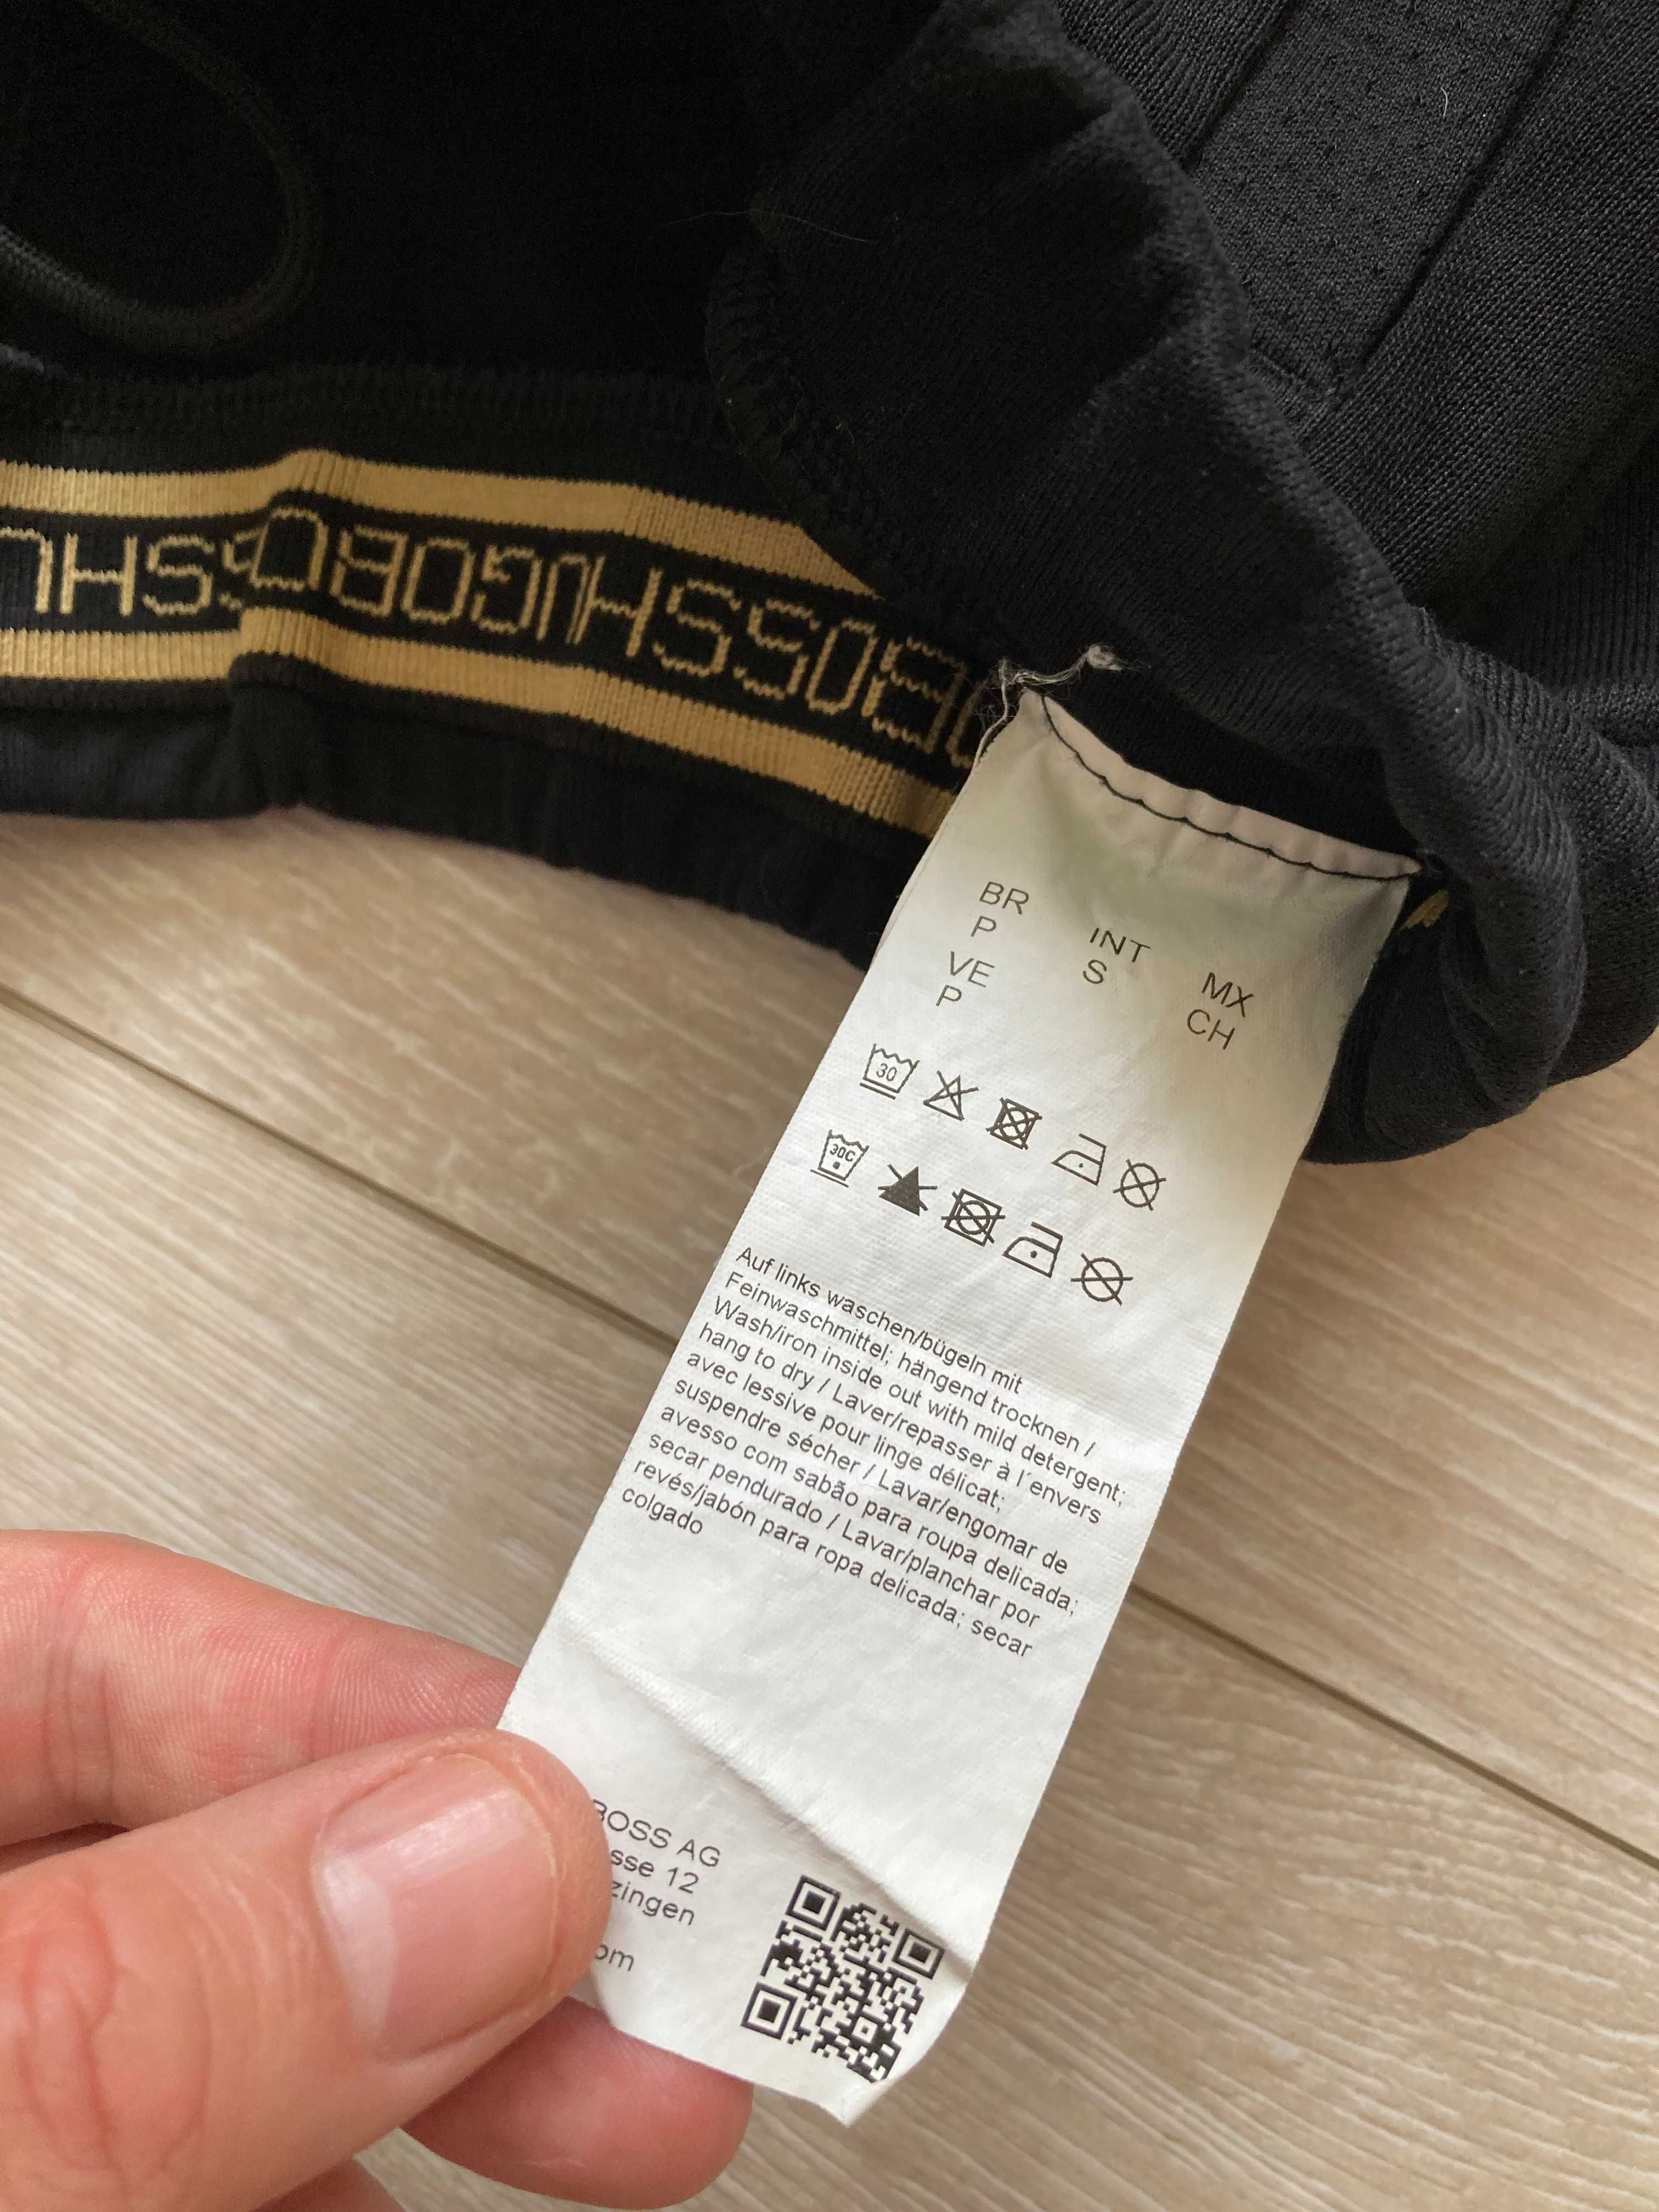 HUGOBOSSHUGOBOSSHU
BR
P
INT
S
MX
CH
VE
P
30
30C
Auf links waschen/bügeln mit
Feinwaschmittel; hängend trocknen /
Wash/iron inside out with mild detergent;
hang to dry / Laver/repasser à l´envers
avec lessive pour linge délicat;
suspendre sécher / Lavar/engomar de
avesso com sabão para roupa delicada;
secar pendurado / Lavar/planchar por
revés/jabón para ropa delicada; secar
colgado
BOSS AG
sse 12
zingen
om